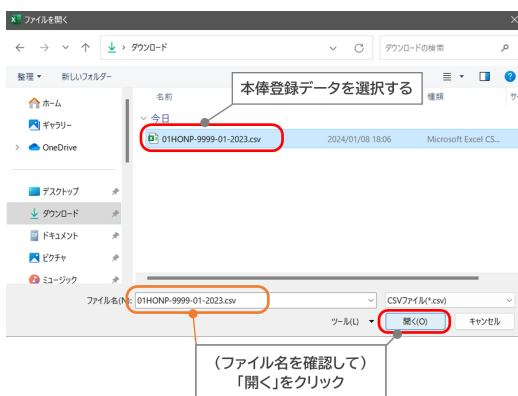 ファイルを開く
ダウンロード
ダウンロードの検索
整理
新しいフォルダー
本俸登録データを選択する
名前
種類
サ
ホーム
ギャラリー
OneDrive
今日
01HONP-9999-01-2023.csv
2024/01/08 18:06
Microsoft Excel CS...
デスクトップ
ダウンロード
ドキュメント
ピクチャ
ミュージック
ファイル名(N):
01HONP-9999-01-2023.csv
CSVファイル(*.csv)
ツール(L)
開く(O)
キャンセル
(ファイル名を確認して)
「開く」をクリック